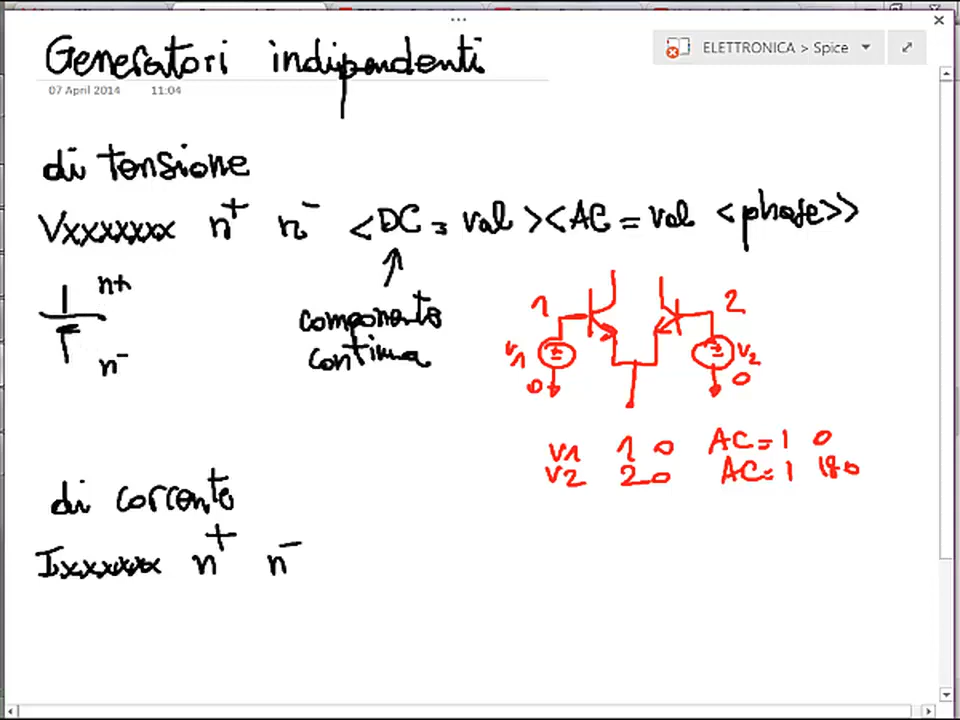 Generatori indipendenti
ELETTRONICA > Spice
07 April 2014 11:04
di tensione
Vxxxxxxx n+ n- <DC = val ><AC = val <phase>>
n+
n-
componente
continua
1
2
V1
V2
0
0
V1 1 0 AC=1 0
V2 2 0 AC=1 180
di corrente
Ixxxxxxx n+ n-